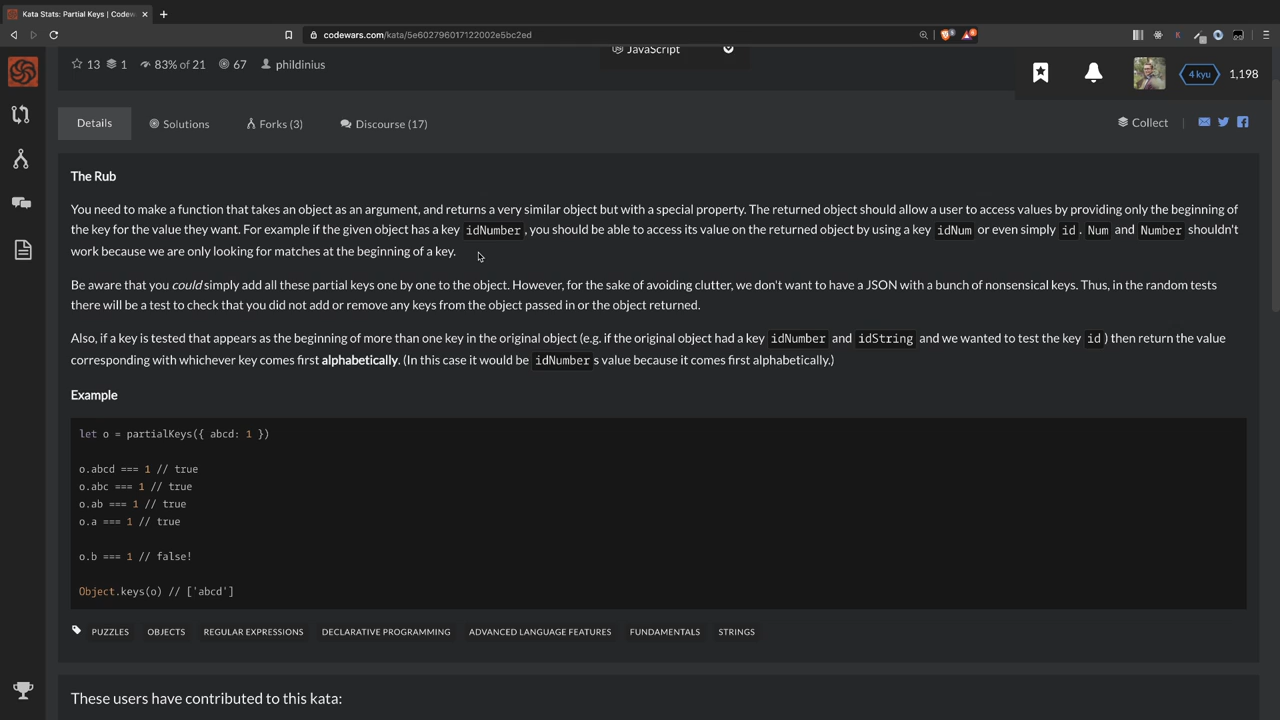 Kata Stats: Partial Keys | Codew
codewars.com/kata/5e602796017122002e5bc2ed
JavaScript
13 1 83% of 21 67 phildinius
4 kyu 1,198
Details Solutions Forks (3) Discourse (17) Collect
The Rub
You need to make a function that takes an object as an argument, and returns a very similar object but with a special property. The returned object should allow a user to access values by providing only the beginning of
the key for the value they want. For example if the given object has a key idNumber, you should be able to access its value on the returned object by using a key idNum or even simply id. Num and Number shouldn't
work because we are only looking for matches at the beginning of a key.
Be aware that you could simply add all these partial keys one by one to the object. However, for the sake of avoiding clutter, we don't want to have a JSON with a bunch of nonsensical keys. Thus, in the random tests
there will be a test to check that you did not add or remove any keys from the object passed in or the object returned.
Also, if a key is tested that appears as the beginning of more than one key in the original object (e.g. if the original object had a key idNumber and idString and we wanted to test the key id) then return the value
corresponding with whichever key comes first alphabetically. (In this case it would be idNumbers value because it comes first alphabetically.)
Example
let o = partialKeys({ abcd: 1 })
o.abcd === 1 // true
o.abc === 1 // true
o.ab === 1 // true
o.a === 1 // true
o.b === 1 // false!
Object.keys(o) // ['abcd']
PUZZLES OBJECTS REGULAR EXPRESSIONS DECLARATIVE PROGRAMMING ADVANCED LANGUAGE FEATURES FUNDAMENTALS STRINGS
These users have contributed to this kata: